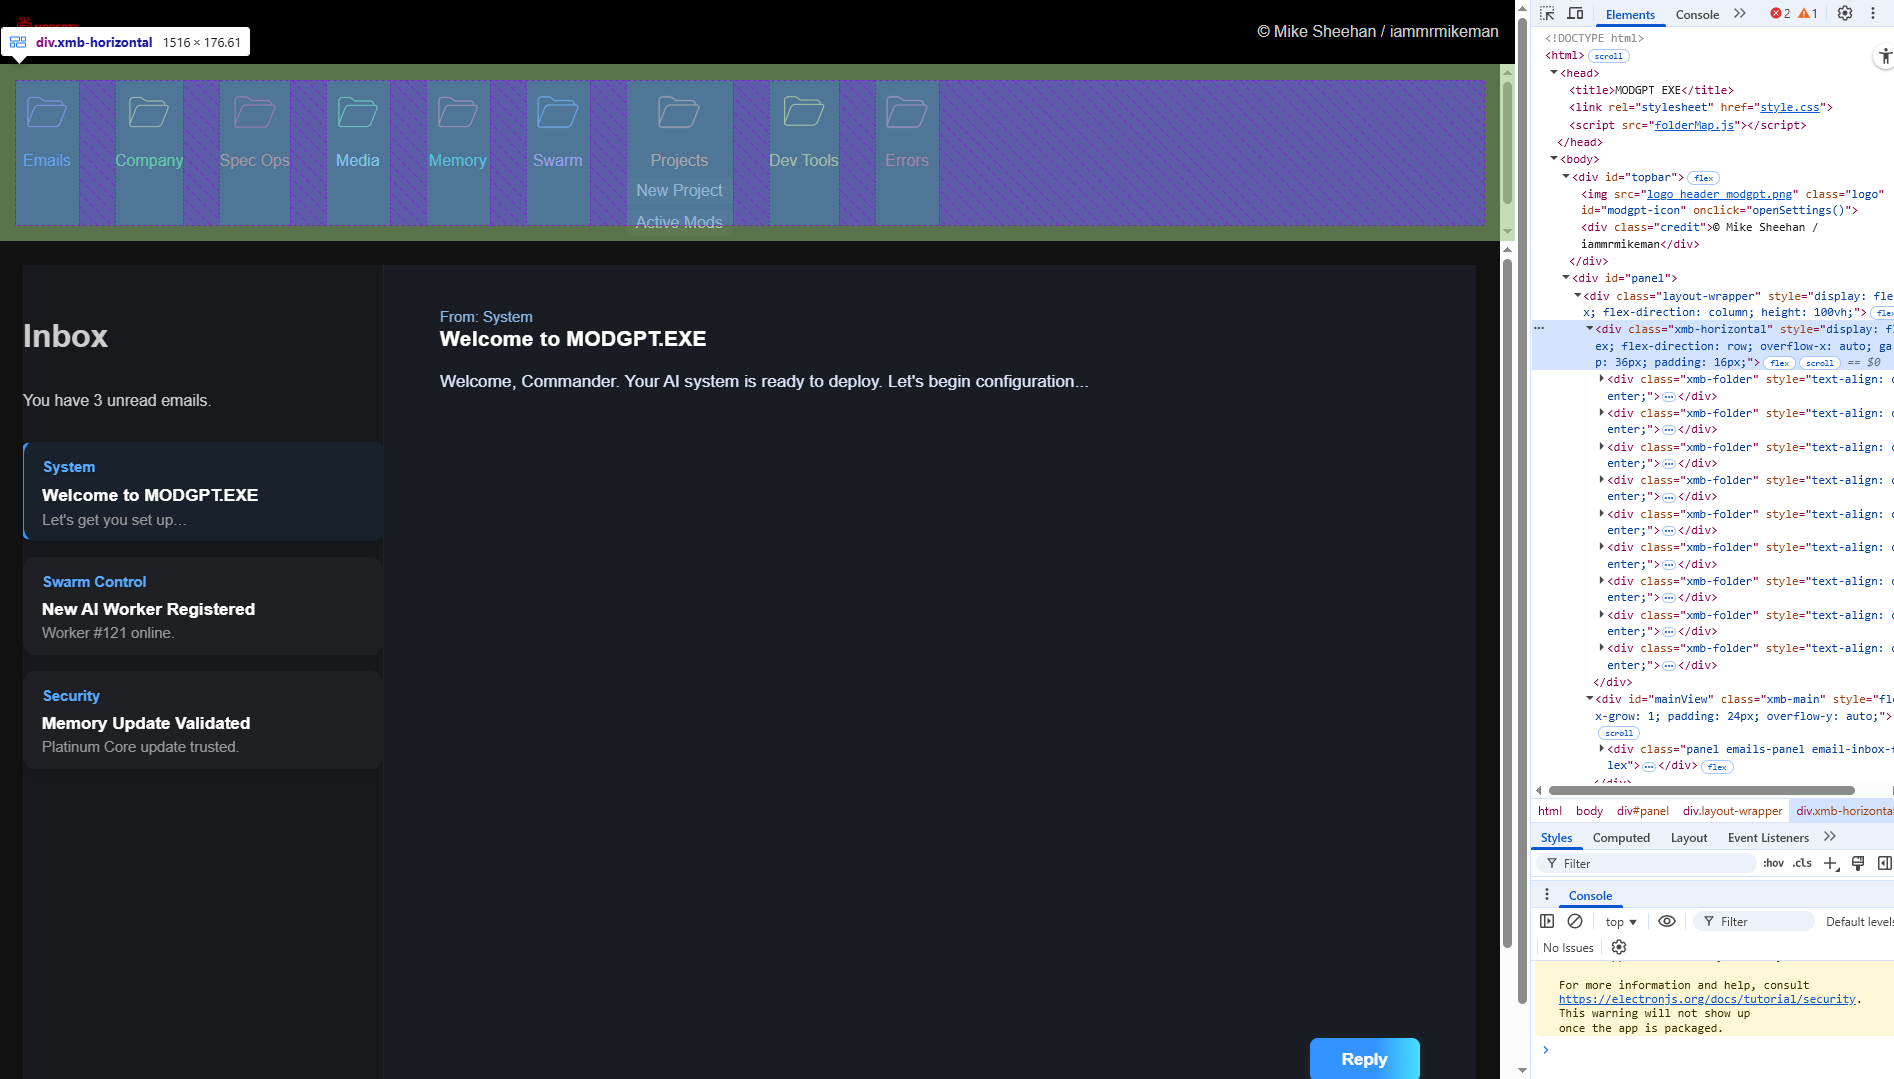 MODGPT
© Mike Sheehan / iammrmikeman
div.xmb-horizontal 1516 × 176.61
Emails
Company
Spec Ops
Media
Memory
Swarm
Projects
Dev Tools
Errors
New Project
Active Mods
Inbox
You have 3 unread emails.
System
Welcome to MODGPT.EXE
Let's get you set up...
Swarm Control
New AI Worker Registered
Worker #121 online.
Security
Memory Update Validated
Platinum Core update trusted.
From: System
Welcome to MODGPT.EXE
Welcome, Commander. Your AI system is ready to deploy. Let's begin configuration...
Reply
Elements Console 2 1
<!DOCTYPE html>
<html> scroll
<head>
<title>MODGPT EXE</title>
<link rel="stylesheet" href="style.css">
<script src="folderMap.js"></script>
</head>
<body>
<div id="topbar"> flex
<img src="logo header modgpt.png" class="logo"
id="modgpt-icon" onclick="openSettings()">
<div class="credit">© Mike Sheehan /
iammrmikeman</div>
</div>
<div id="panel">
<div class="layout-wrapper" style="display: fle
x; flex-direction: column; height: 100vh;"> flex
<div class="xmb-horizontal" style="display: fl
ex; flex-direction: row; overflow-x: auto; ga
p: 36px; padding: 16px;"> flex scroll == $0
<div class="xmb-folder" style="text-align: c
enter;"> ... </div>
<div class="xmb-folder" style="text-align: c
enter;"> ... </div>
<div class="xmb-folder" style="text-align: c
enter;"> ... </div>
<div class="xmb-folder" style="text-align: c
enter;"> ... </div>
<div class="xmb-folder" style="text-align: c
enter;"> ... </div>
<div class="xmb-folder" style="text-align: c
enter;"> ... </div>
<div class="xmb-folder" style="text-align: c
enter;"> ... </div>
<div class="xmb-folder" style="text-align: c
enter;"> ... </div>
<div class="xmb-folder" style="text-align: c
enter;"> ... </div>
</div>
<div id="mainView" class="xmb-main" style="fle
x-grow: 1; padding: 24px; overflow-y: auto;">
scroll
<div class="panel emails-panel email-inbox-f
lex"> ... </div> flex
</div>
html body div#panel div.layout-wrapper div.xmb-horizontal
Styles Computed Layout Event Listeners
Filter :hov .cls
Console
top Filter Default levels
No Issues
For more information and help, consult
https://electronjs.org/docs/tutorial/security.
This warning will not show up
once the app is packaged.